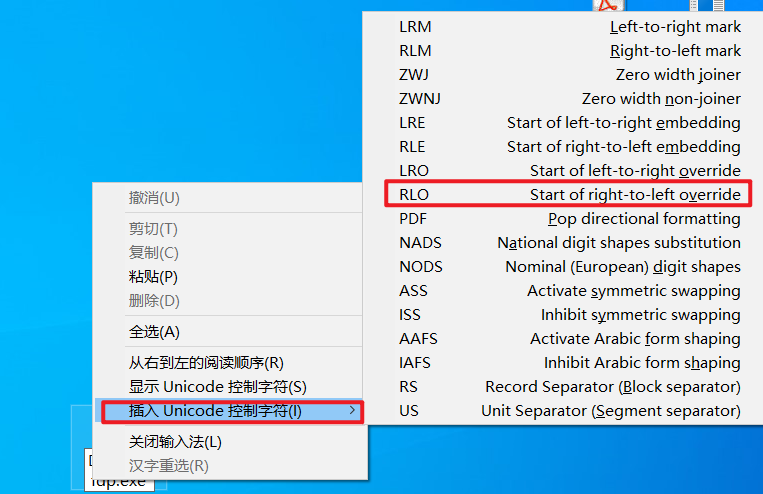 LRM Left-to-right mark
RLM Right-to-left mark
ZWJ Zero width joiner
ZWNJ Zero width non-joiner
LRE Start of left-to-right embedding
RLE Start of right-to-left embedding
LRO Start of left-to-right override
RLO Start of right-to-left override
PDF Pop directional formatting
NADS National digit shapes substitution
NODS Nominal (European) digit shapes
ASS Activate symmetric swapping
ISS Inhibit symmetric swapping
AAFS Activate Arabic form shaping
IAFS Inhibit Arabic form shaping
RS Record Separator (Block separator)
US Unit Separator (Segment separator)
撤消(U)
剪切(T)
复制(C)
粘贴(P)
删除(D)
全选(A)
从右到左的阅读顺序(R)
显示 Unicode 控制字符(S)
插入 Unicode 控制字符(I)
关闭输入法(L)
汉字重选(R)
fdp.exe